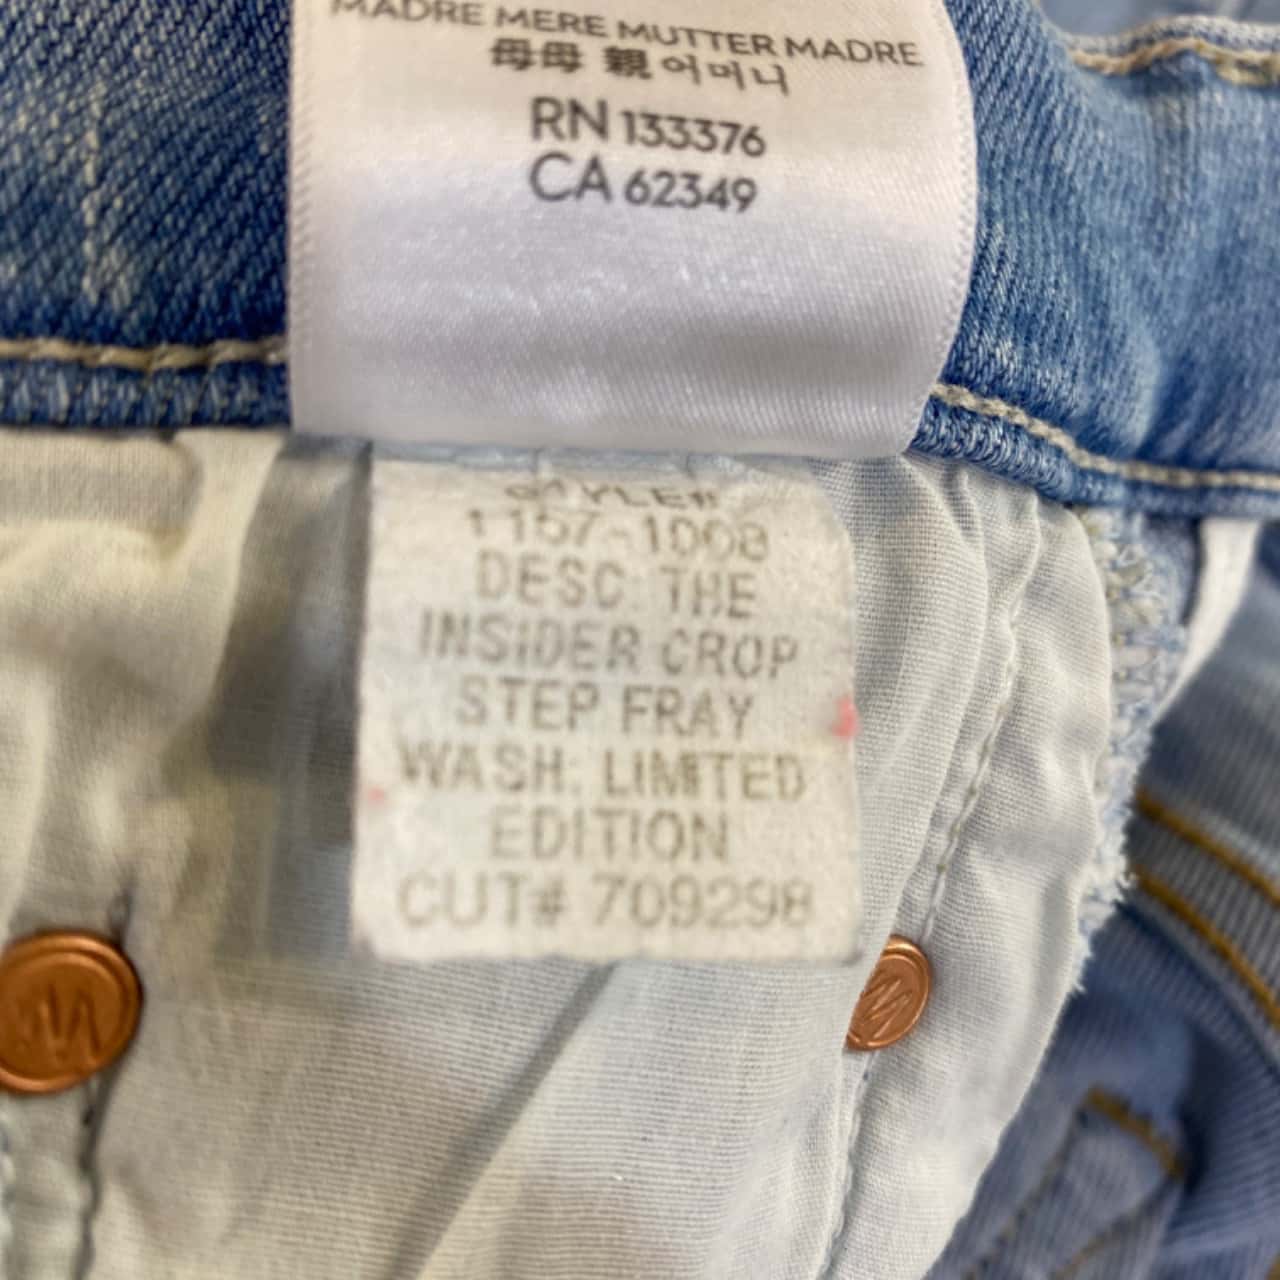 MADRE MERE MUTTER MADRE
母母 親 어머니
RN 133376
CA 62349
STYLE#
1157-1008
DESC: THE
INSIDER CROP
STEP FRAY
WASH: LIMITED
EDITION
CUT# 709298